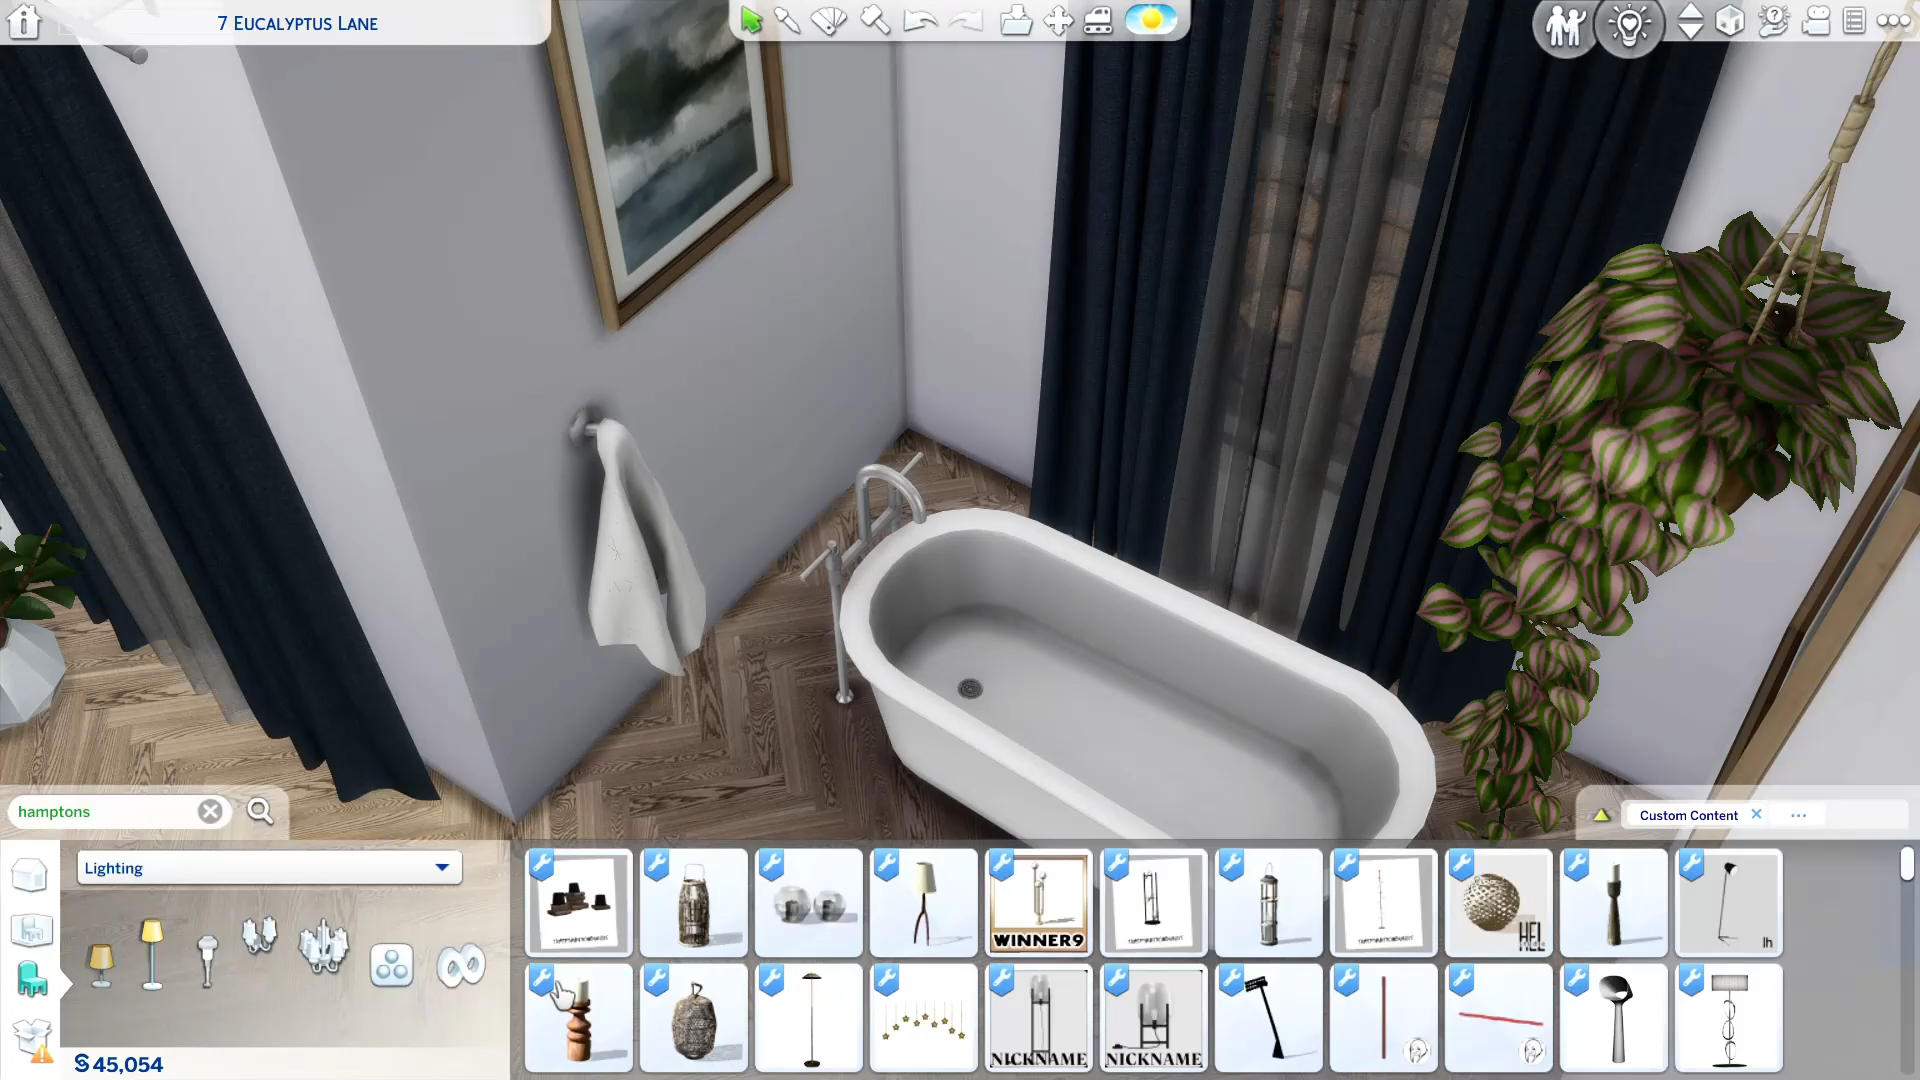 7 EUCALYPTUS LANE
hamptons
Custom Content
Lighting
WINNER9
HEL
lh
NICKNAME
NICKNAME
45,054